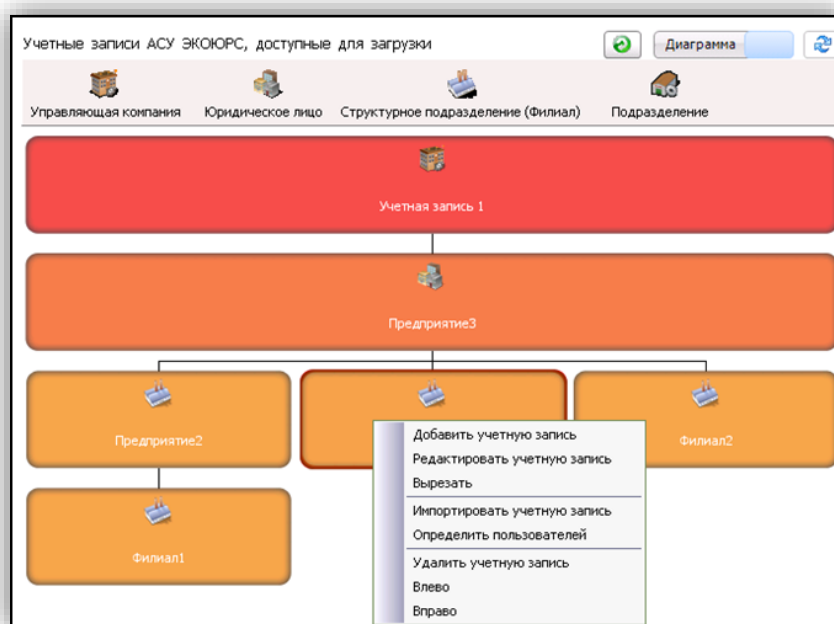 Учетные записи АСУ ЭКОЮРС, доступные для загрузки
Диаграмма
Управляющая компания Юридическое лицо Структурное подразделение (Филиал) Подразделение
Учетная запись 1
Предприятие3
Предприятие2 Филиал2
Филиал1
Добавить учетную запись
Редактировать учетную запись
Вырезать
Импортировать учетную запись
Определить пользователей
Удалить учетную запись
Влево
Вправо